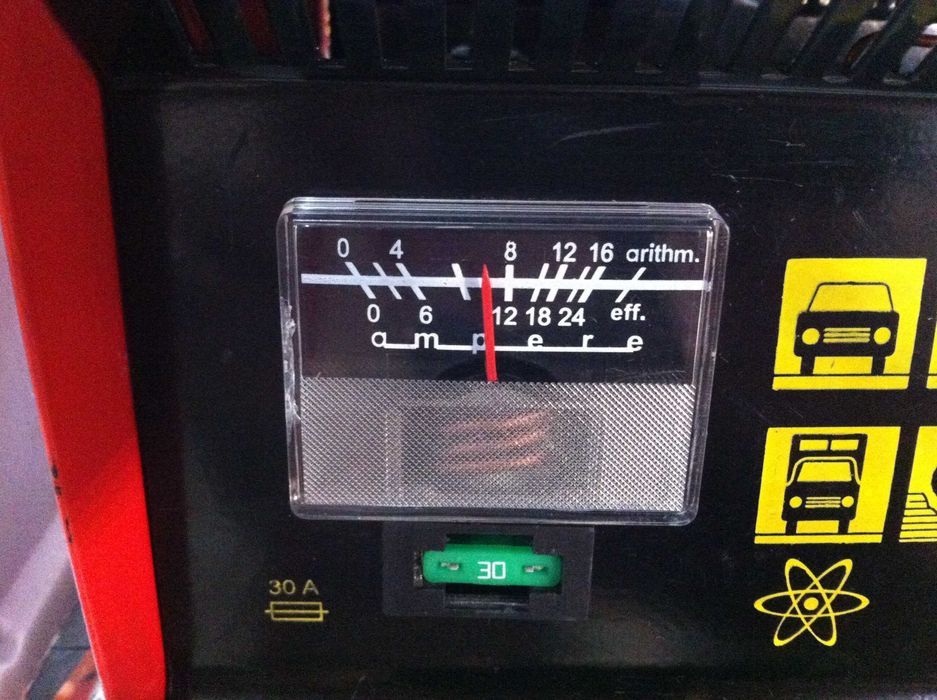 0 4 8 12 16 arithm.
0 6 12 18 24 eff.
ampere
30
30 A